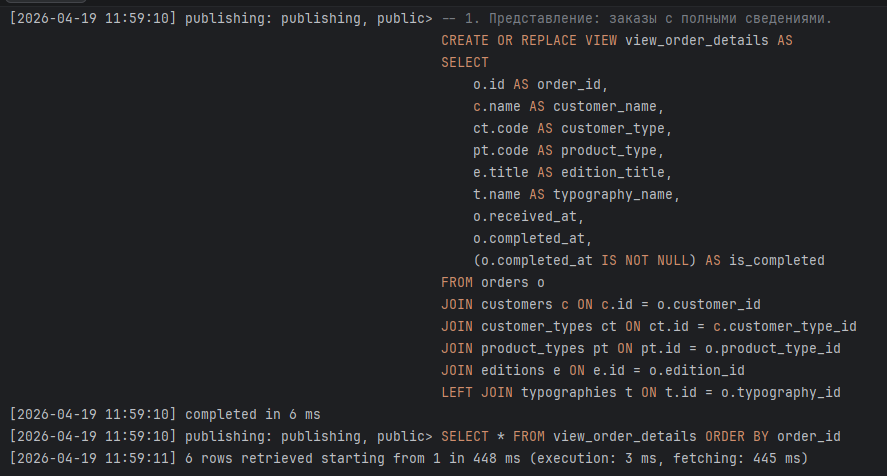 [2026-04-19 11:59:10] publishing: publishing, public> -- 1. Представление: заказы с полными сведениями.
CREATE OR REPLACE VIEW view_order_details AS
SELECT
o.id AS order_id,
c.name AS customer_name,
ct.code AS customer_type,
pt.code AS product_type,
e.title AS edition_title,
t.name AS typography_name,
o.received_at,
o.completed_at,
(o.completed_at IS NOT NULL) AS is_completed
FROM orders o
JOIN customers c ON c.id = o.customer_id
JOIN customer_types ct ON ct.id = c.customer_type_id
JOIN product_types pt ON pt.id = o.product_type_id
JOIN editions e ON e.id = o.edition_id
LEFT JOIN typographies t ON t.id = o.typography_id
[2026-04-19 11:59:10] completed in 6 ms
[2026-04-19 11:59:10] publishing: publishing, public> SELECT * FROM view_order_details ORDER BY order_id
[2026-04-19 11:59:11] 6 rows retrieved starting from 1 in 448 ms (execution: 3 ms, fetching: 445 ms)